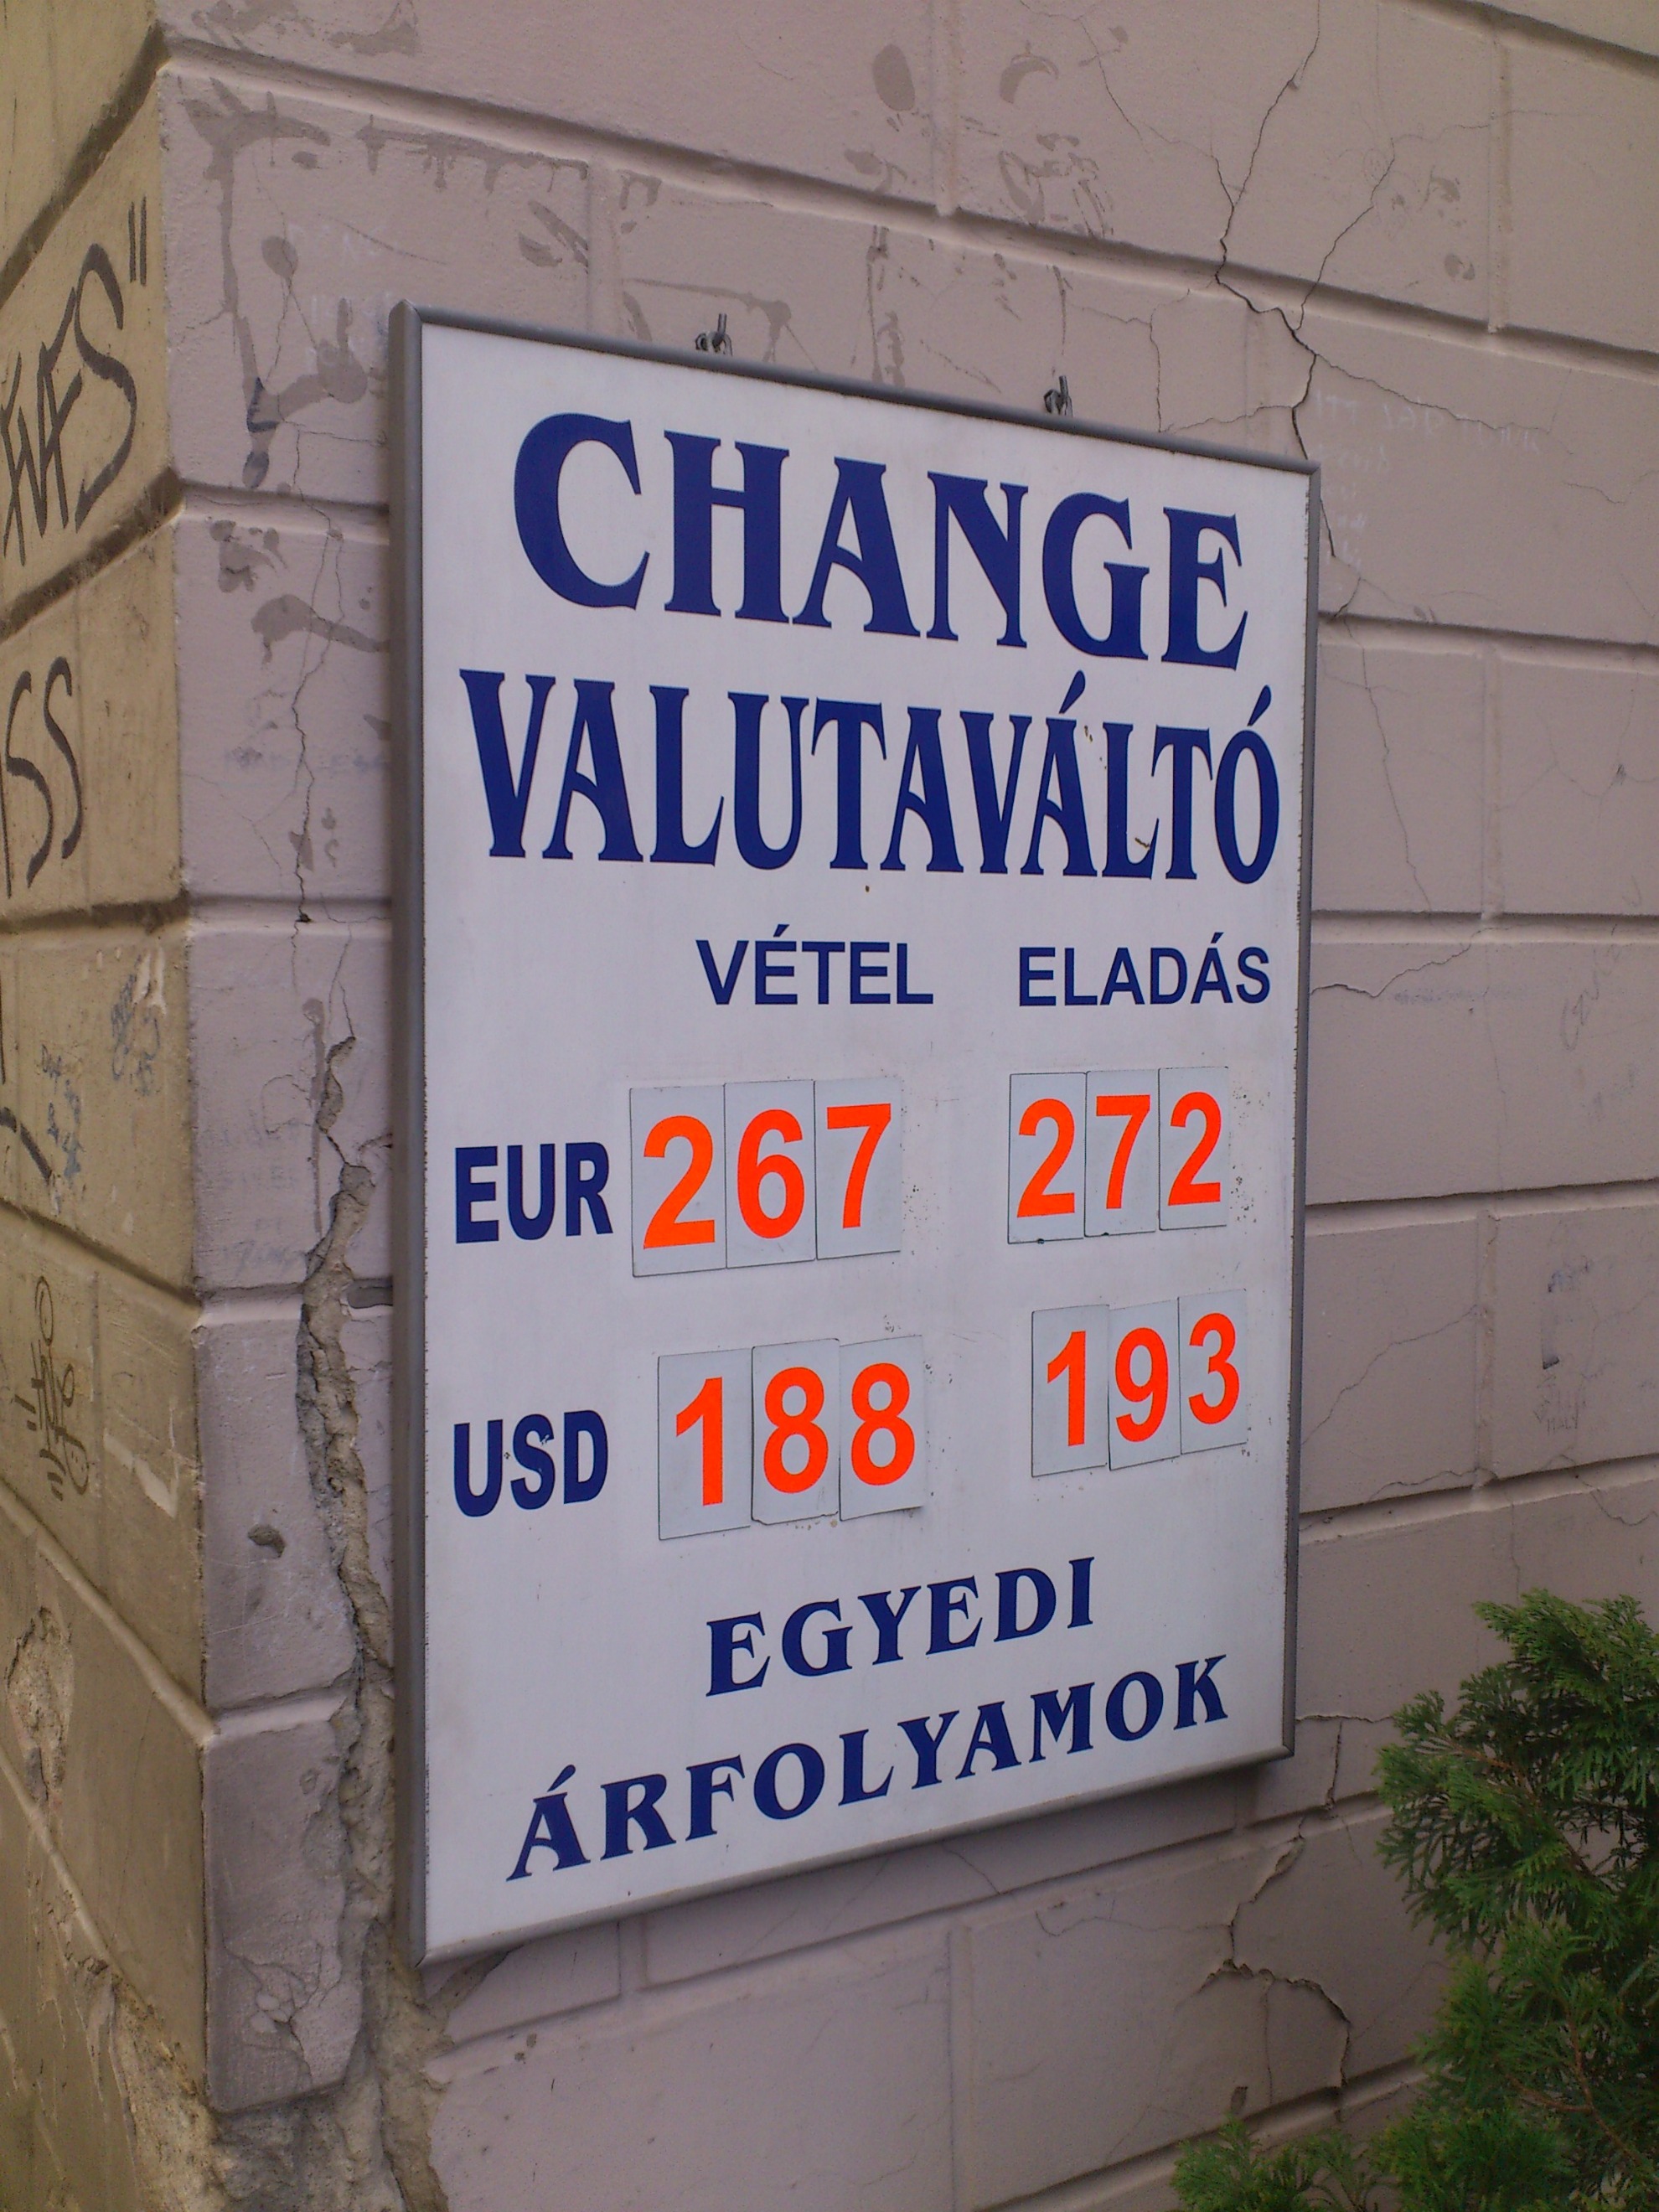 CHANGE
VALUTAVÁLTÓ
VÉTEL ELADÁS
EUR 267 272
USD 188 193
EGYEDI
ÁRFOLYAMOK